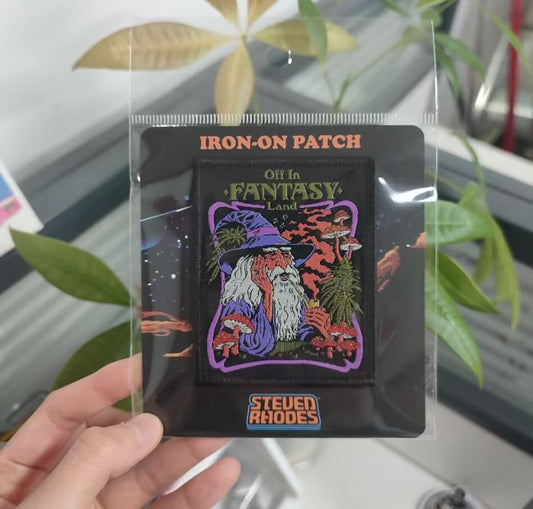 IRON-ON PATCH
Off In
FANTASY
Land
STEVEN
RHODES